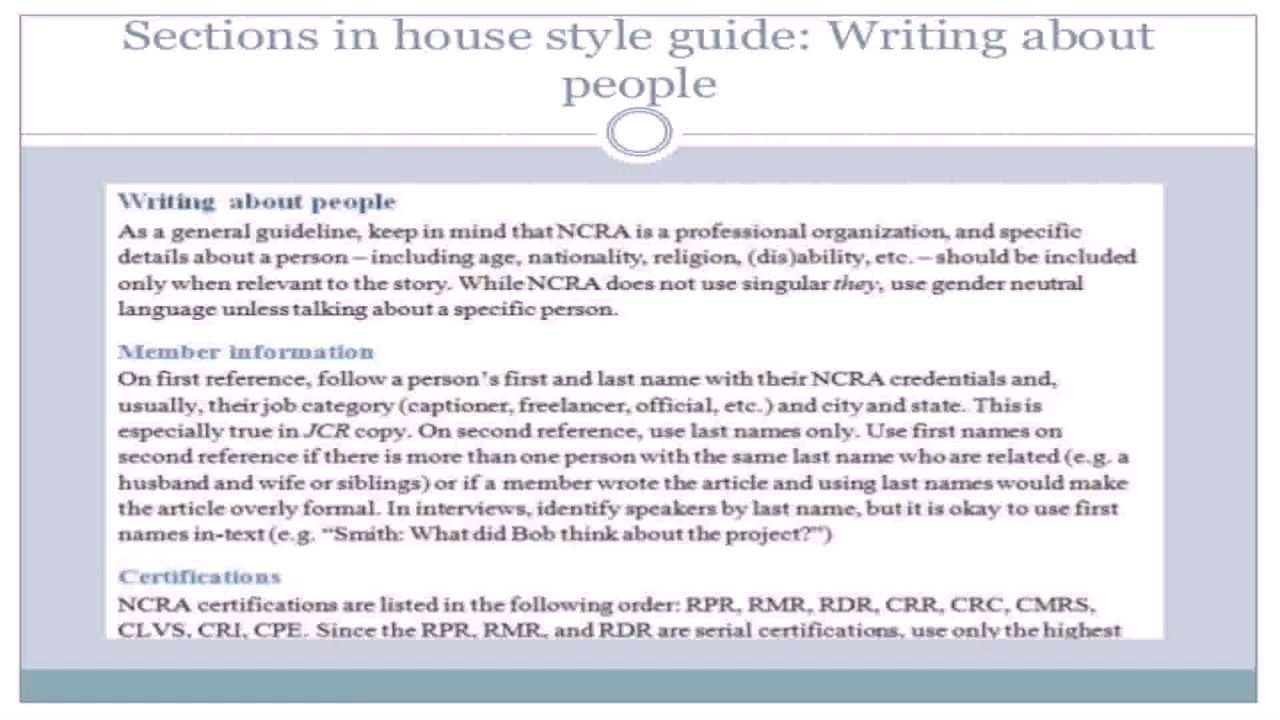 Sections in house style guide: Writing about
people
Writing about people
As a general guideline, keep in mind that NCRA is a professional organization, and specific
details about a person – including age, nationality, religion, (dis)ability, etc. – should be included
only when relevant to the story. While NCRA does not use singular they, use gender neutral
language unless talking about a specific person.
Member information
On first reference, follow a person's first and last name with their NCRA credentials and,
usually, their job category (captioner, freelancer, official, etc.) and city and state. This is
especially true in JCR copy. On second reference, use last names only. Use first names on
second reference if there is more than one person with the same last name who are related (e.g. a
husband and wife or siblings) or if a member wrote the article and using last names would make
the article overly formal. In interviews, identify speakers by last name, but it is okay to use first
names in-text (e.g. "Smith: What did Bob think about the project?")
Certifications
NCRA certifications are listed in the following order: RPR, RMR, RDR, CRR, CRC, CMRS,
CLVS, CRI, CPE. Since the RPR, RMR, and RDR are serial certifications, use only the highest